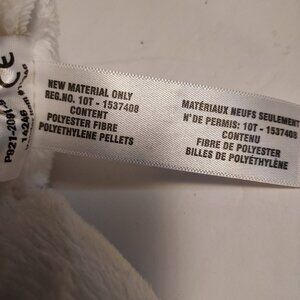 NEW MATERIAL ONLY
REG.NO. 10T - 1537408
CONTENT
POLYESTER FIBRE
POLYETHYLENE PELLETS
MATÉRIAUX NEUFS SEULEMENT
N° DE PERMIS: 10T - 1537408
CONTENU
FIBRE DE POLYESTER
BILLES DE POLYÉTHYLÈNE
CE